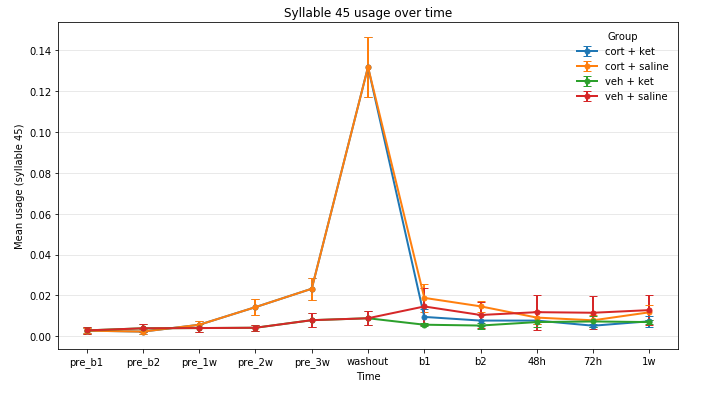 Syllable 45 usage over time
Group
cort + ket
cort + saline
veh + ket
veh + saline
Mean usage (syllable 45)
0.14
0.12
0.10
0.08
0.06
0.04
0.02
0.00
pre_b1 pre_b2 pre_1w pre_2w pre_3w washout b1 b2 48h 72h 1w
Time